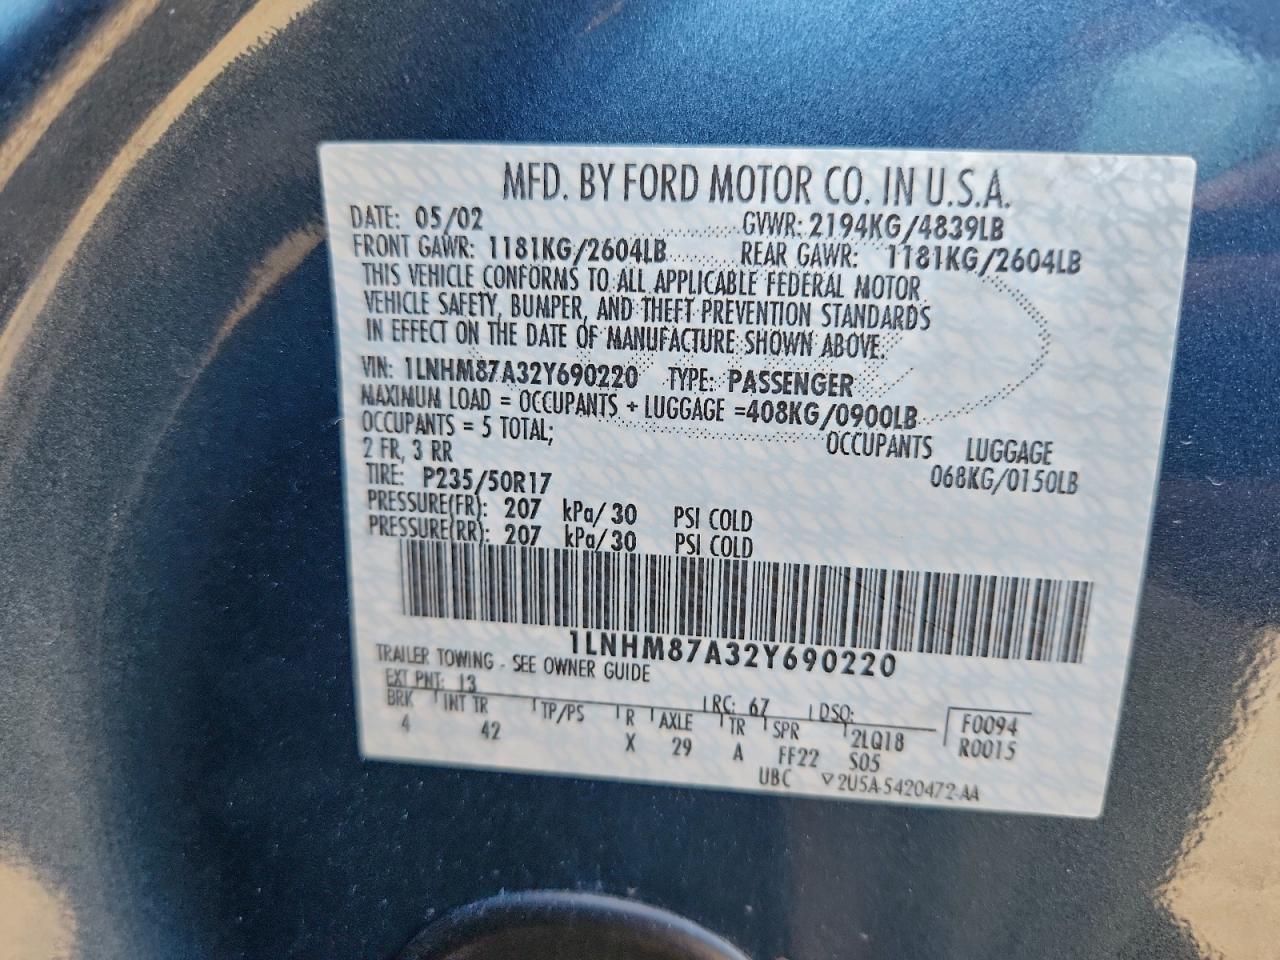 MFD. BY FORD MOTOR CO. IN U.S.A.
DATE: 05/02 GVWR: 2194KG/4839LB
FRONT GAWR: 1181KG/2604LB REAR GAWR: 1181KG/2604LB
THIS VEHICLE CONFORMS TO ALL APPLICABLE FEDERAL MOTOR
VEHICLE SAFETY, BUMPER, AND THEFT PREVENTION STANDARDS
IN EFFECT ON THE DATE OF MANUFACTURE SHOWN ABOVE.
VIN: 1LNHM87A32Y690220 TYPE: PASSENGER
MAXIMUM LOAD = OCCUPANTS + LUGGAGE =408KG/0900LB
OCCUPANTS = 5 TOTAL; OCCUPANTS LUGGAGE
2 FR, 3 RR 068KG/0150LB
TIRE: P235/50R17
PRESSURE(FR): 207 kPa/ 30 PSI COLD
PRESSURE(RR): 207 kPa/ 30 PSI COLD
1LNHM87A32Y690220
TRAILER TOWING - SEE OWNER GUIDE
EXT PNT: 13 RC: 67 DSO:
BRK INT TR TP/PS R AXLE TR SPR 2LQ18 F0094
4 42 X 29 A FF22 S05 R0015
UBC ▽ 2U5A-5420472-AA